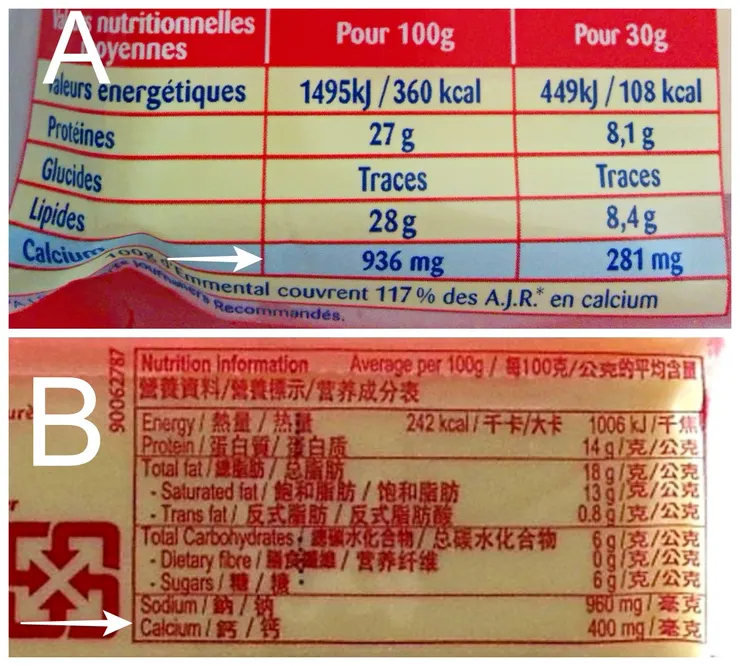 A
nutritionnelles Pour 100g Pour 30g
oyennes
aleurs énergétiques 1495kJ / 360 kcal 449kJ / 108 kcal
Protéines 27 g 8,1 g
Glucides Traces Traces
Lipides 28 g 8,4 g
Calcium 936 mg 281 mg
100g d'Emmental couvrent 117 % des A.J.R.* en calcium
journaliers Recommandés.
B
90062787
Nutrition information Average per 100g / 每100克/公克的平均含量
營養資料/營養標示/营养成分表
Energy / 熱量 / 热量 242 kcal / 千卡/大卡 1006 kJ / 千焦
Protein / 蛋白質 / 蛋白质 14 g / 克/公克
Total fat / 總脂肪 / 总脂肪 18 g / 克/公克
- Saturated fat / 飽和脂肪 / 饱和脂肪 13 g / 克/公克
- Trans fat / 反式脂肪 / 反式脂肪酸 0.8 g / 克/公克
Total Carbohydrates / 總碳水化合物 / 总碳水化合物 6 g / 克/公克
- Dietary fibre / 膳食纖維 / 营养纤维 0 g / 克/公克
- Sugars / 糖 / 糖 6 g / 克/公克
Sodium / 鈉 / 钠 960 mg / 毫克
Calcium / 鈣 / 钙 400 mg / 毫克